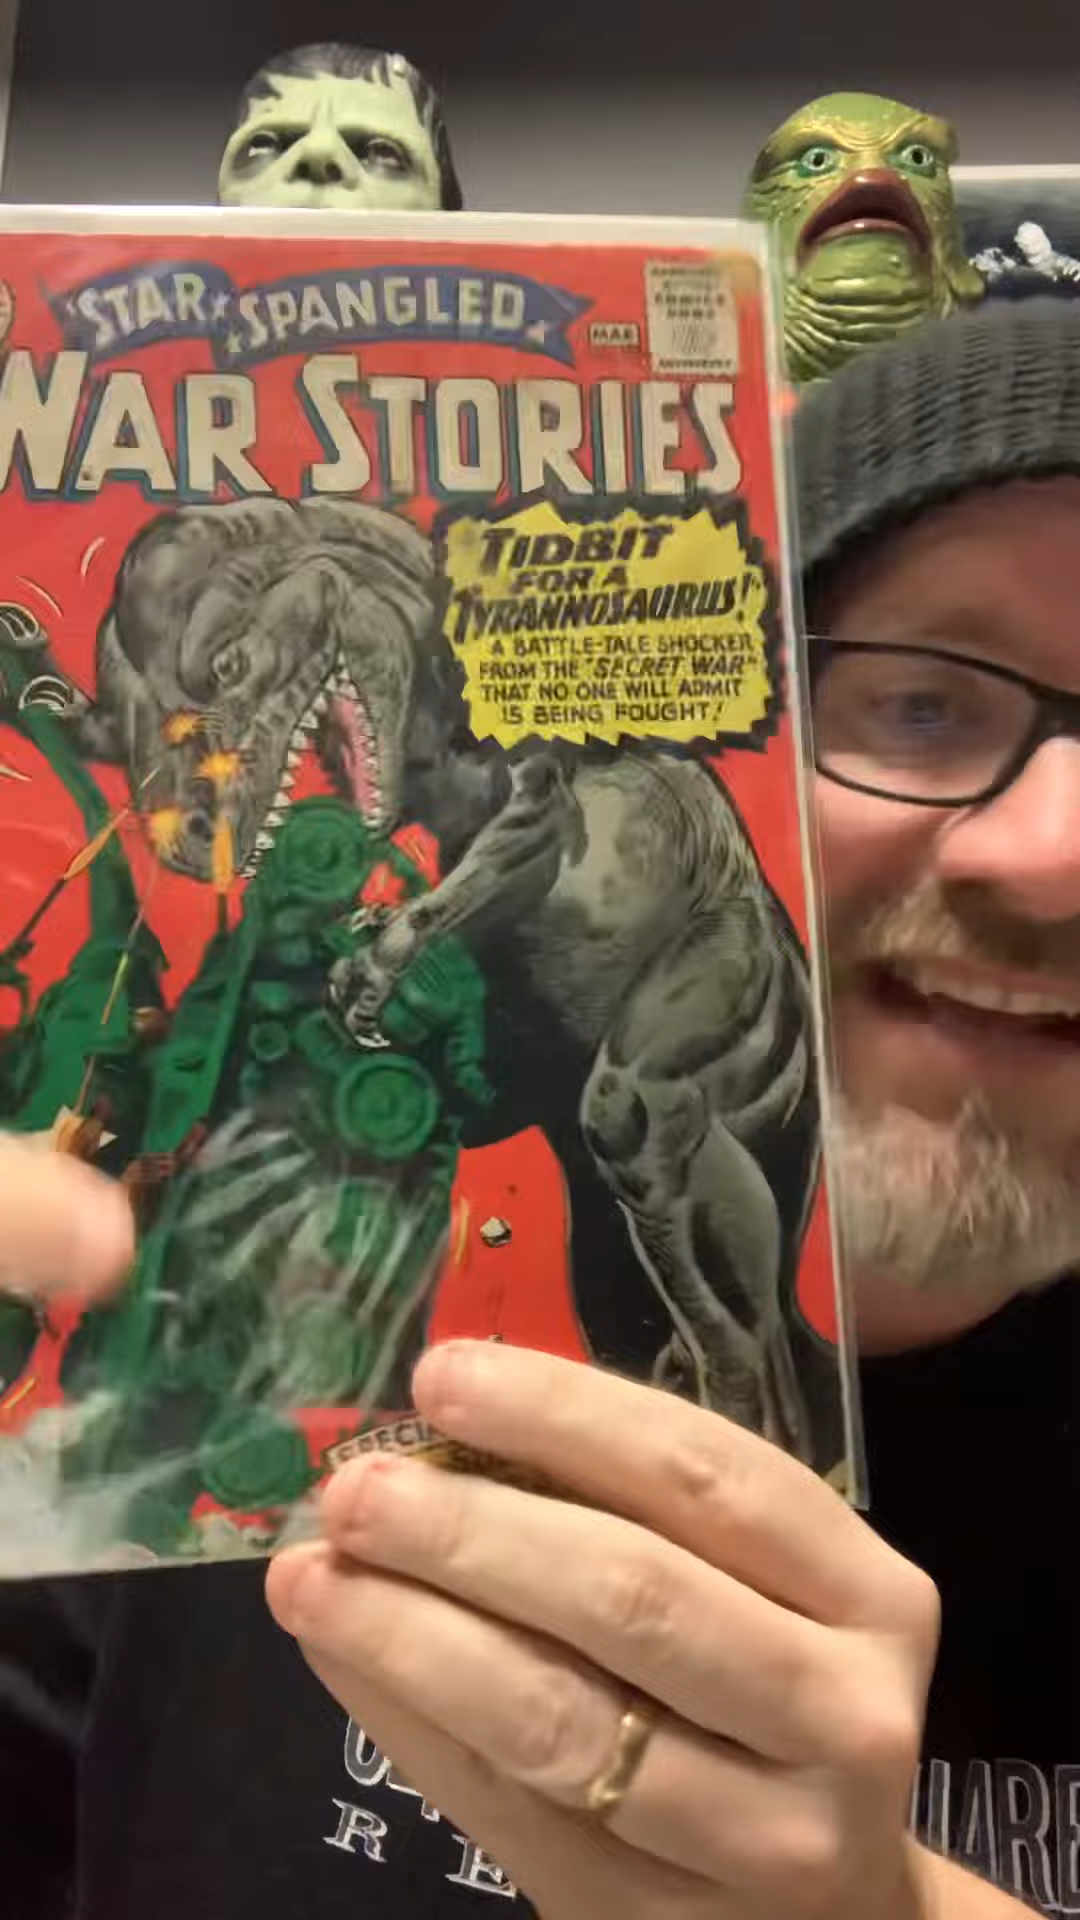 STAR SPANGLED
MAR
WAR STORIES
TIDBIT
FOR A
TYRANNOSAURUS!
A BATTLE-TALE SHOCKER
FROM THE "SECRET WAR"
THAT NO ONE WILL ADMIT
IS BEING FOUGHT!
R E